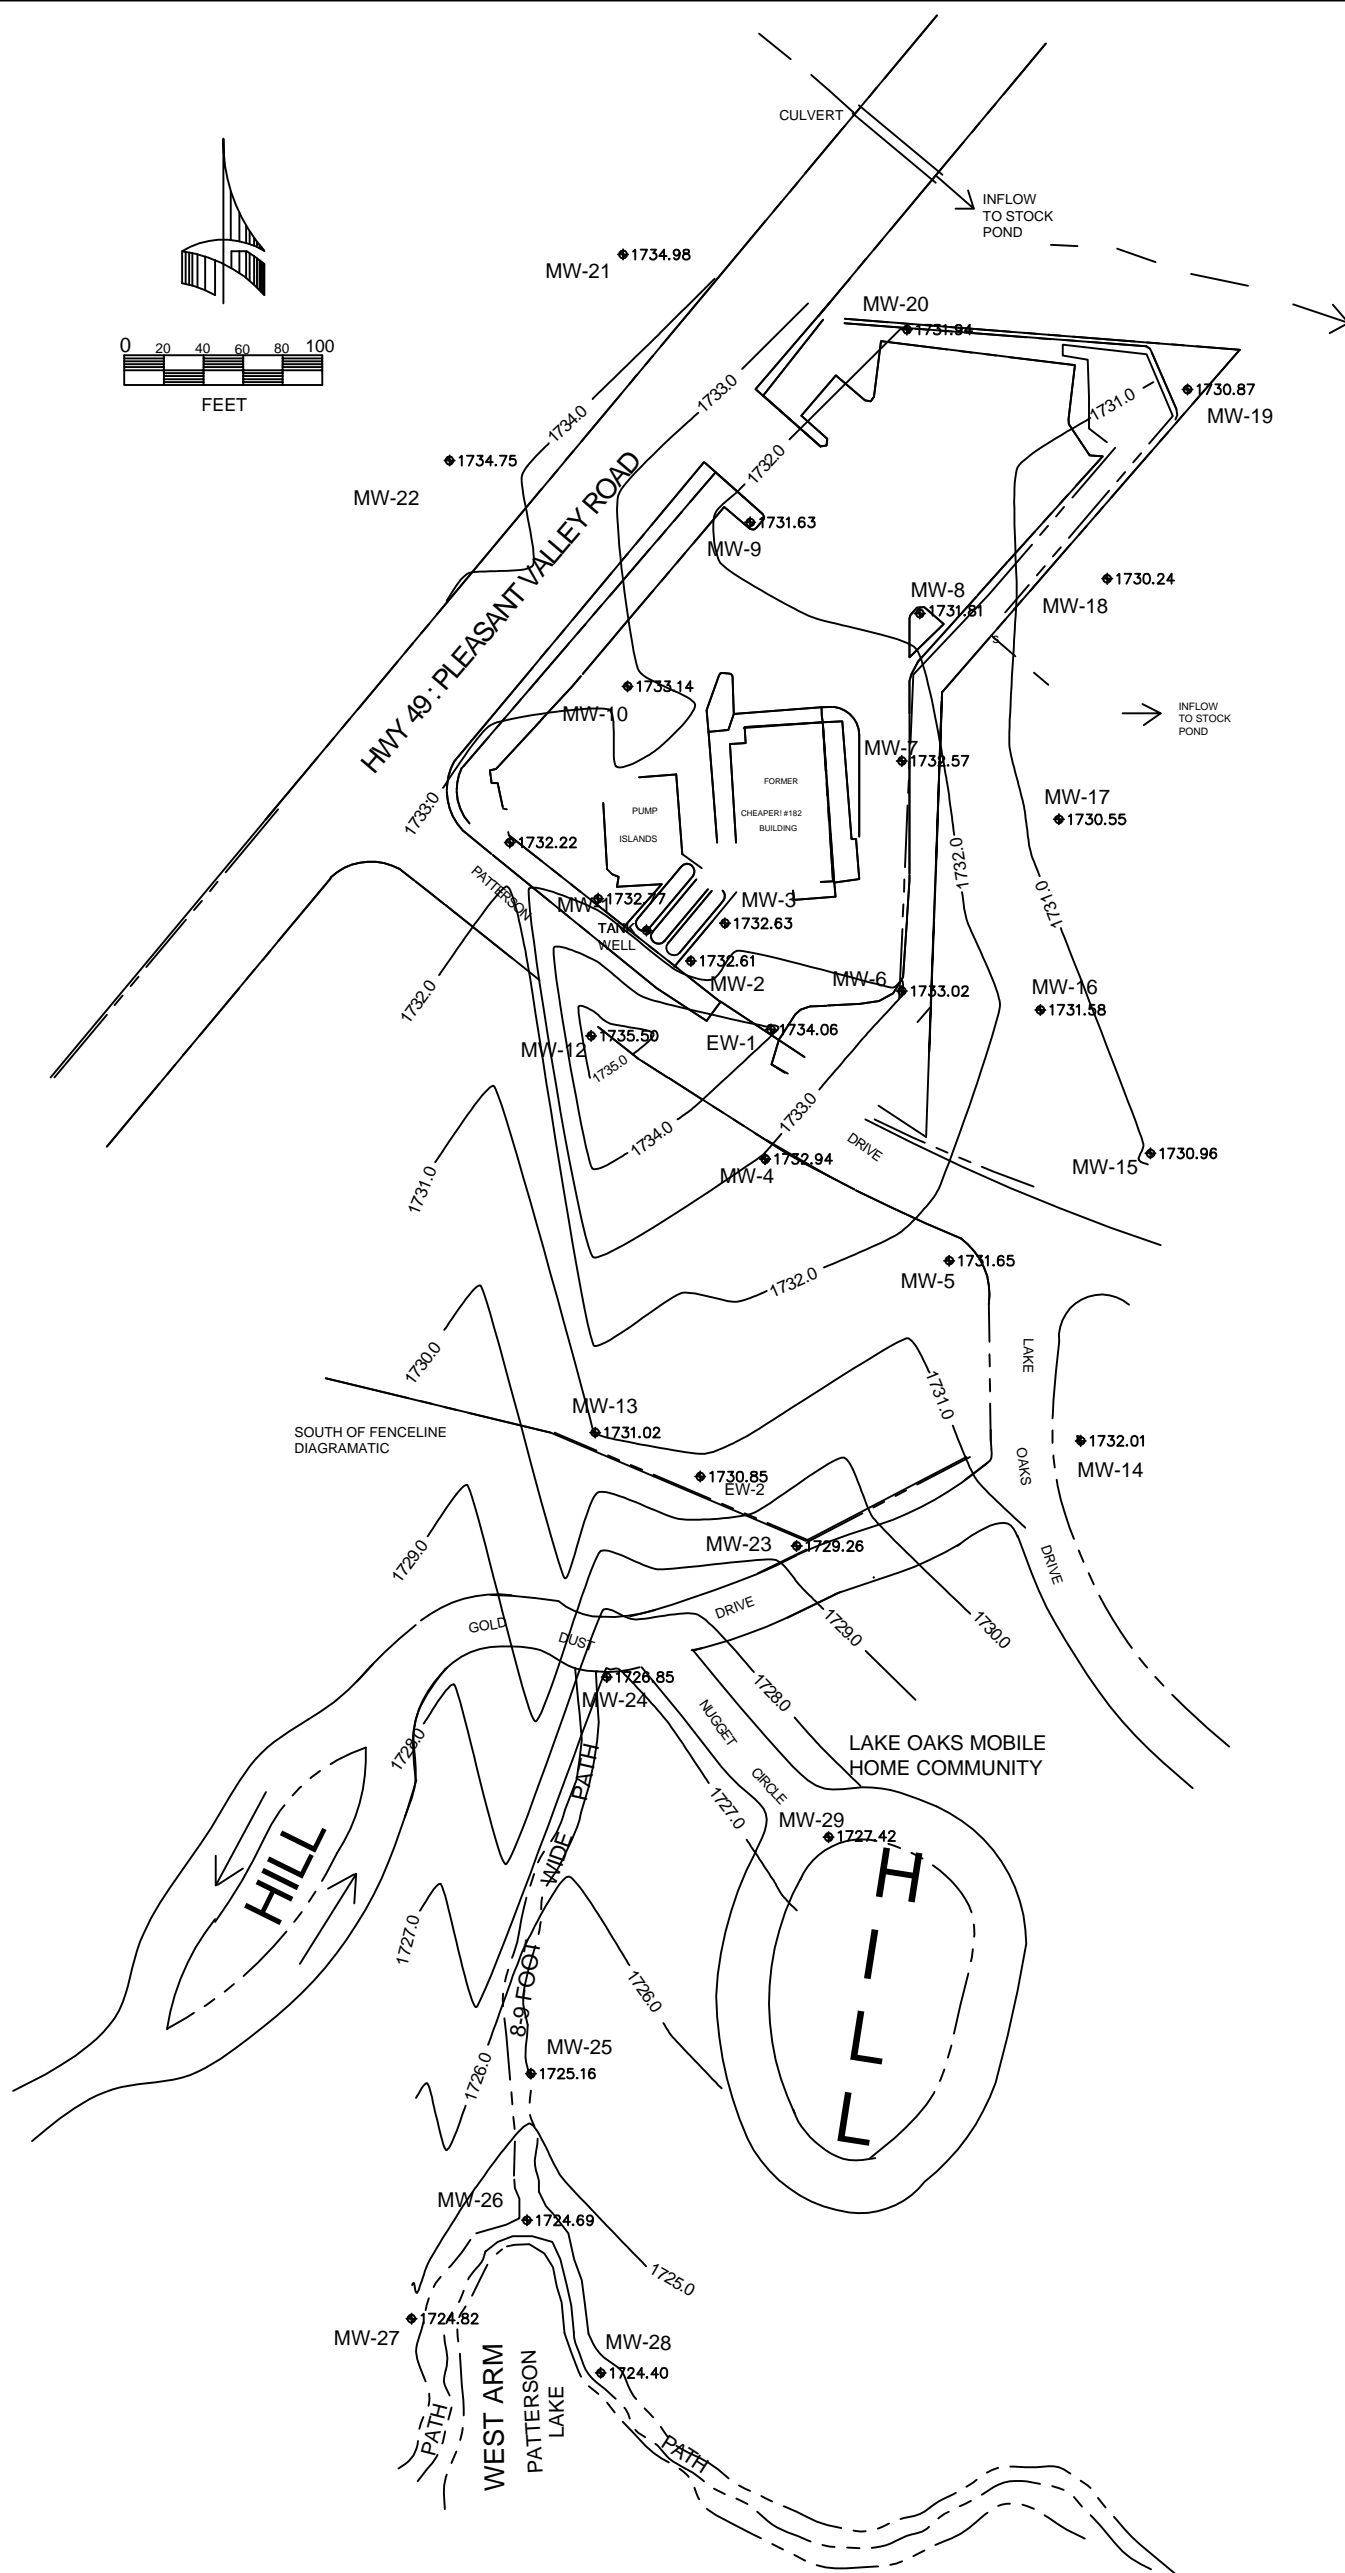 CULVERT
INFLOW
TO STOCK
POND
MW-21
1734.98
MW-20
1731.94
0 20 40 60 80 100
FEET
1730.87
MW-19
1733.0
1731.0
1734.0
1734.75
MW-22
1732.0
1731.63
MW-9
HWY 49 : PLEASANT VALLEY ROAD
1730.24
MW-18
MW-8
1731.81
S
1733.14
MW-10
INFLOW
TO STOCK
POND
MW-7
1732.57
FORMER
CHEAPER! #182
BUILDING
PUMP
ISLANDS
MW-17
1730.55
1733.0
1732.22
1732.0
1731.0
PATTERSON
MW-1
1732.77
MW-3
1732.63
TANK
WELL
1732.61
MW-2
MW-6
1733.02
MW-16
1731.58
1732.0
1735.50
MW-12
1735.0
EW-1
1734.06
1734.0
1733.0
DRIVE
1732.94
MW-4
1730.96
MW-15
1731.0
1731.65
MW-5
1732.0
1730.0
LAKE
OAKS
DRIVE
1731.0
MW-13
1731.02
SOUTH OF FENCELINE
DIAGRAMATIC
1732.01
MW-14
1730.85
EW-2
MW-23
1729.26
1729.0
GOLD
DUST
DRIVE
1729.0
1730.0
1726.85
MW-24
1728.0
1728.0
NUGGET
CIRCLE
LAKE OAKS MOBILE
HOME COMMUNITY
1727.0
MW-29
1727.42
8-9 FOOT WIDE PATH
HILL
HILL
1727.0
1726.0
1726.0
MW-25
1725.16
MW-26
1724.69
1725.0
1724.82
MW-27
MW-28
1724.40
WEST ARM
PATTERSON
LAKE
PATH
PATH